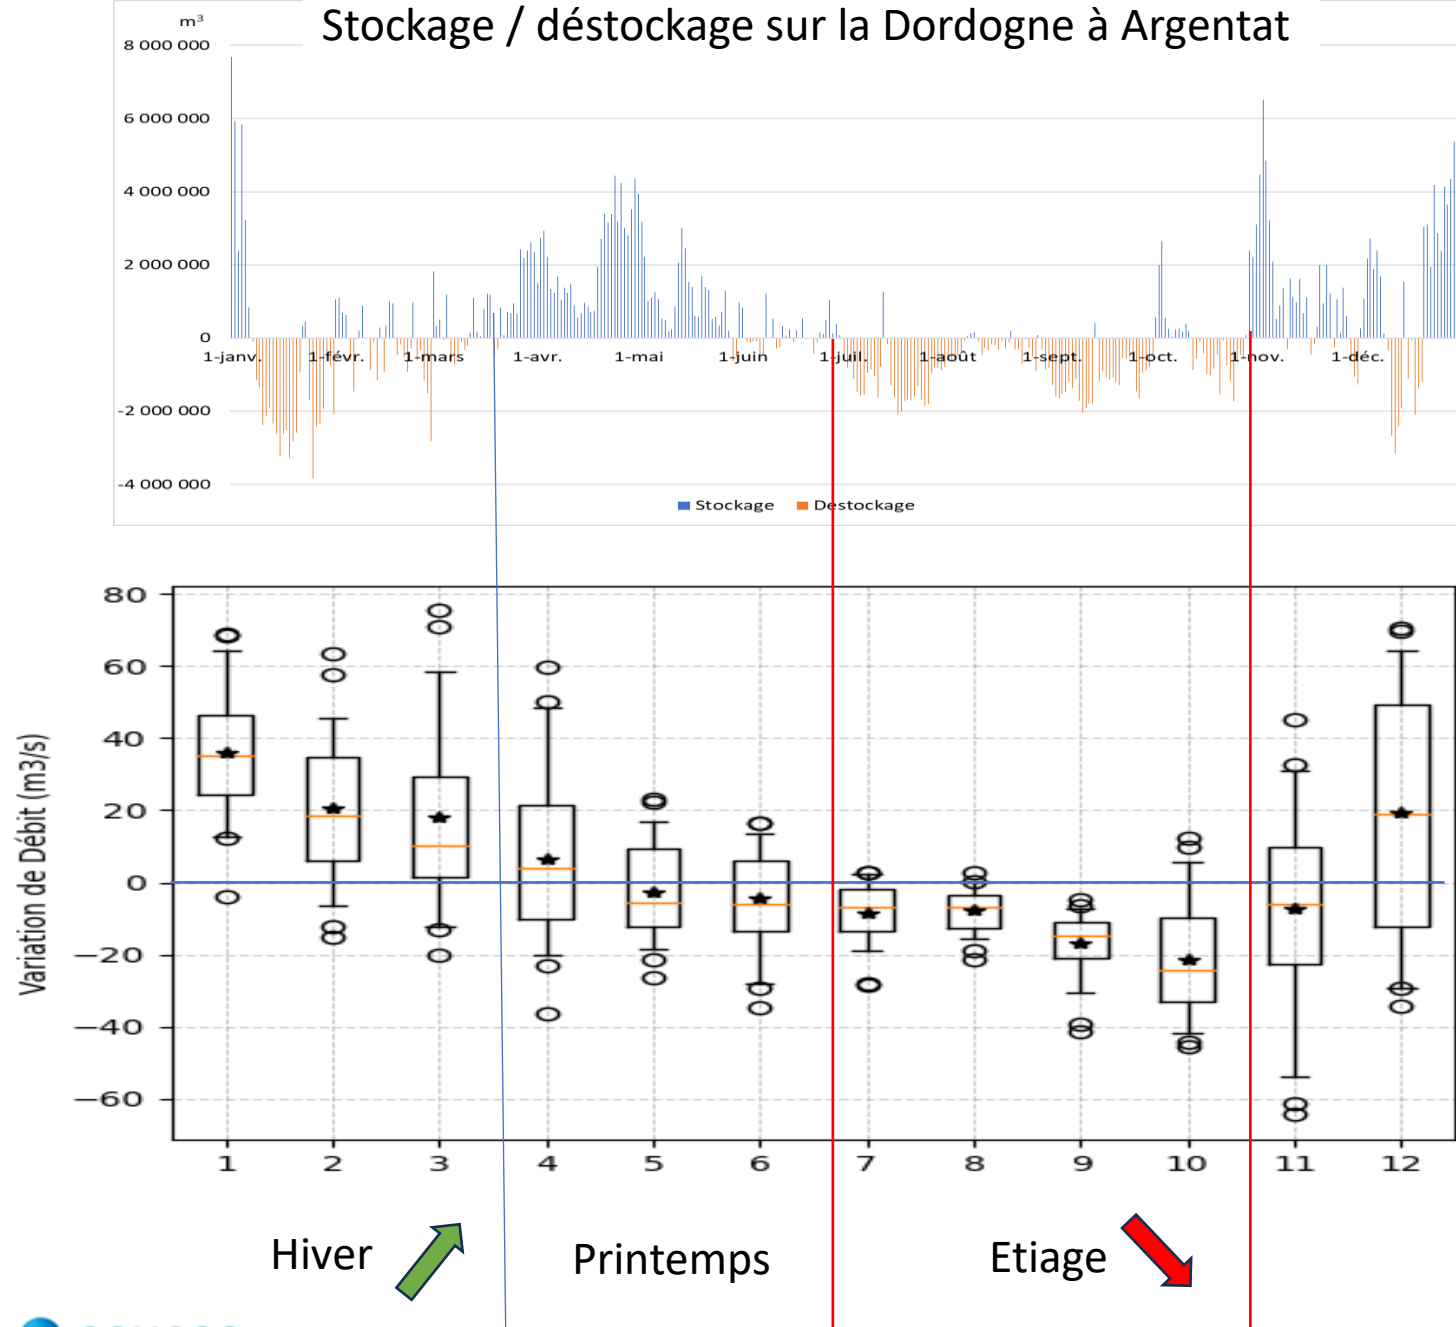 Stockage / déstockage sur la Dordogne à Argentat
m³
8 000 000
6 000 000
4 000 000
2 000 000
0
1-janv. 1-févr. 1-mars 1-avr. 1-mai 1-juin 1-juil. 1-août 1-sept. 1-oct. 1-nov. 1-déc.
-2 000 000
-4 000 000
Stockage Destockage
Variation de Débit (m3/s)
80
60
40
20
0
−20
−40
−60
1 2 3 4 5 6 7 8 9 10 11 12
Hiver Printemps Etiage